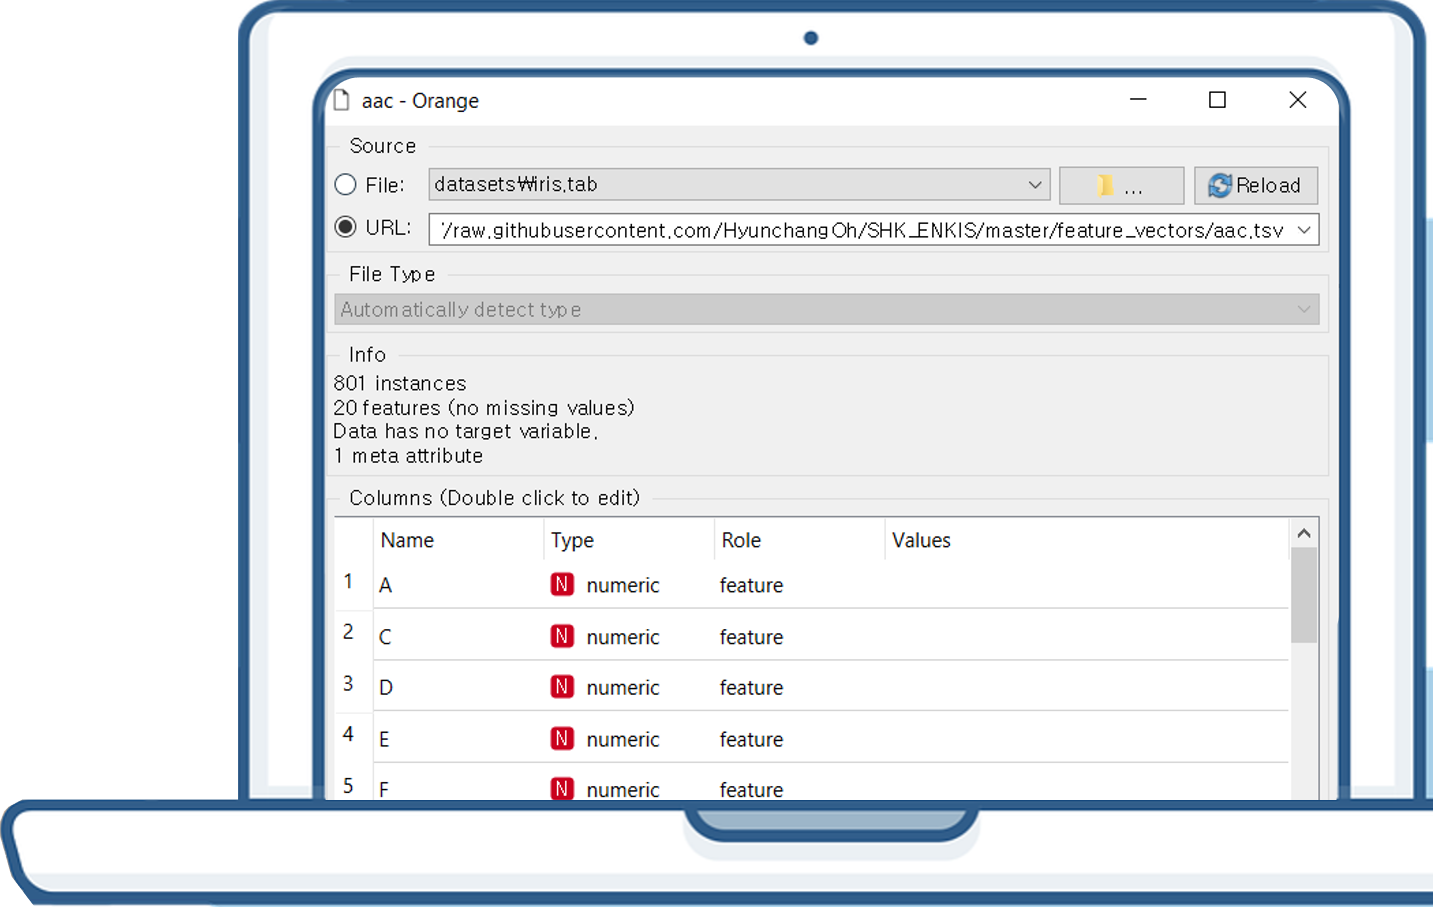 aac - Orange
Source
File: datasets₩iris.tab ... Reload
URL: '/raw.githubusercontent.com/HyunchangOh/SHK_ENKIS/master/feature_vectors/aac.tsv
File Type
Automatically detect type
Info
801 instances
20 features (no missing values)
Data has no target variable.
1 meta attribute
Columns (Double click to edit)
Name Type Role Values
1 A N numeric feature
2 C N numeric feature
3 D N numeric feature
4 E N numeric feature
5 F N numeric feature